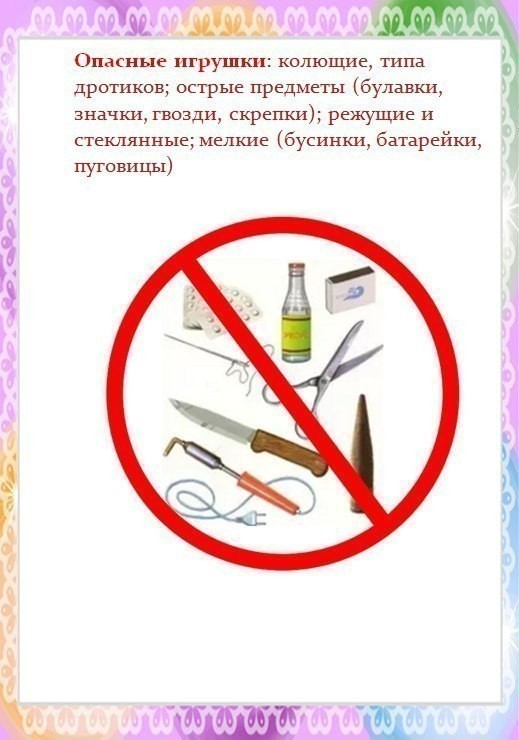 Опасные игрушки: колющие, типа
дротиков; острые предметы (булавки,
значки, гвозди, скрепки); режущие и
стеклянные; мелкие (бусинки, батарейки,
пуговицы)